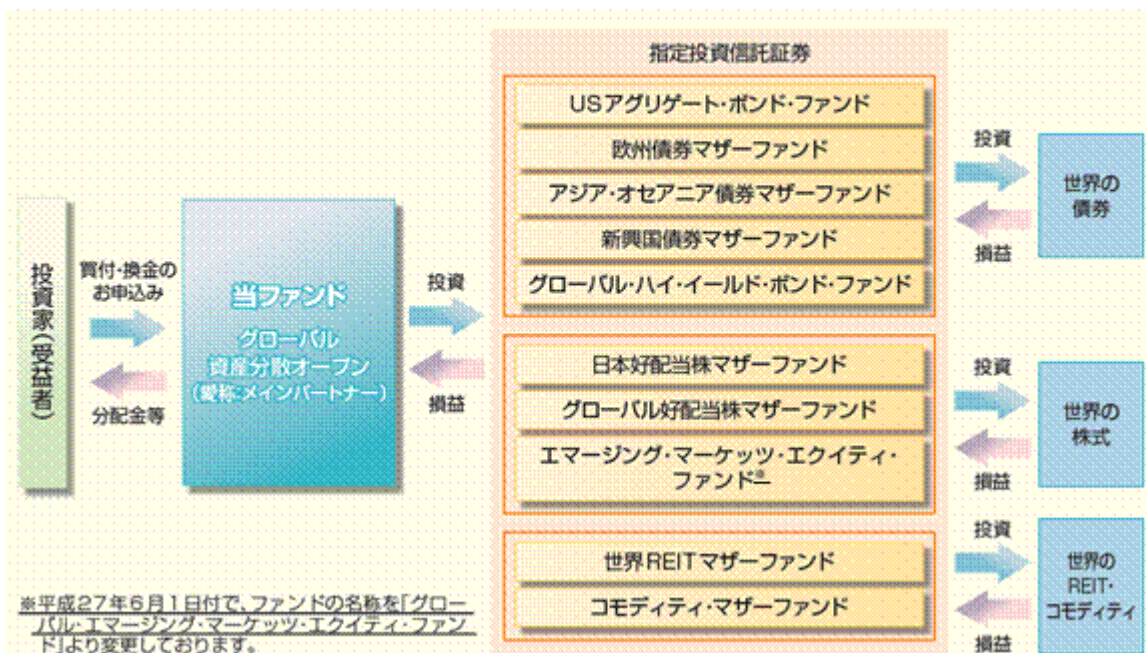 指定投資信託証券
USアグリゲート・ボンド・ファンド
欧州債券マザーファンド
アジア・オセアニア債券マザーファンド
新興国債券マザーファンド
グローバル・ハイ・イールド・ボンド・ファンド
投資
損益
世界の
債券
投資家(受益者)
買付・換金の
お申込み
分配金等
当ファンド
グローバル
資産分散オープン
(愛称:メインパートナー)
投資
損益
日本好配当株マザーファンド
グローバル好配当株マザーファンド
エマージング・マーケッツ・エクイティ・
ファンド※
投資
損益
世界の
株式
世界REITマザーファンド
コモディティ・マザーファンド
投資
損益
世界の
REIT・
コモディティ
※平成27年6月1日付で、ファンドの名称を「グロー
バル・エマージング・マーケッツ・エクイティ・ファン
ド」より変更しております。